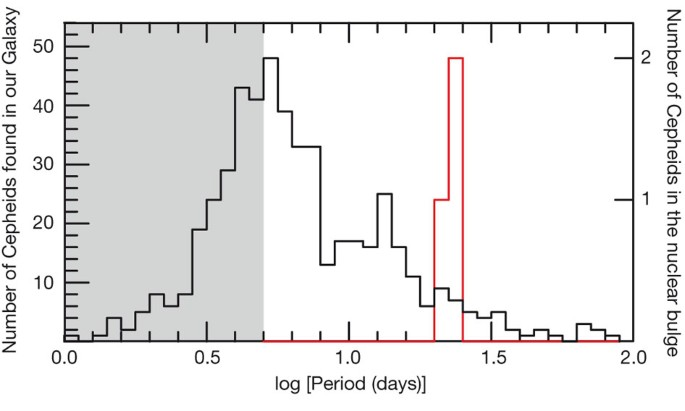 Number of Cepheids found in our Galaxy
50
40
30
20
10
0.0 0.5 1.0 1.5 2.0
log [Period (days)]
2
1
Number of Cepheids in the nuclear bulge